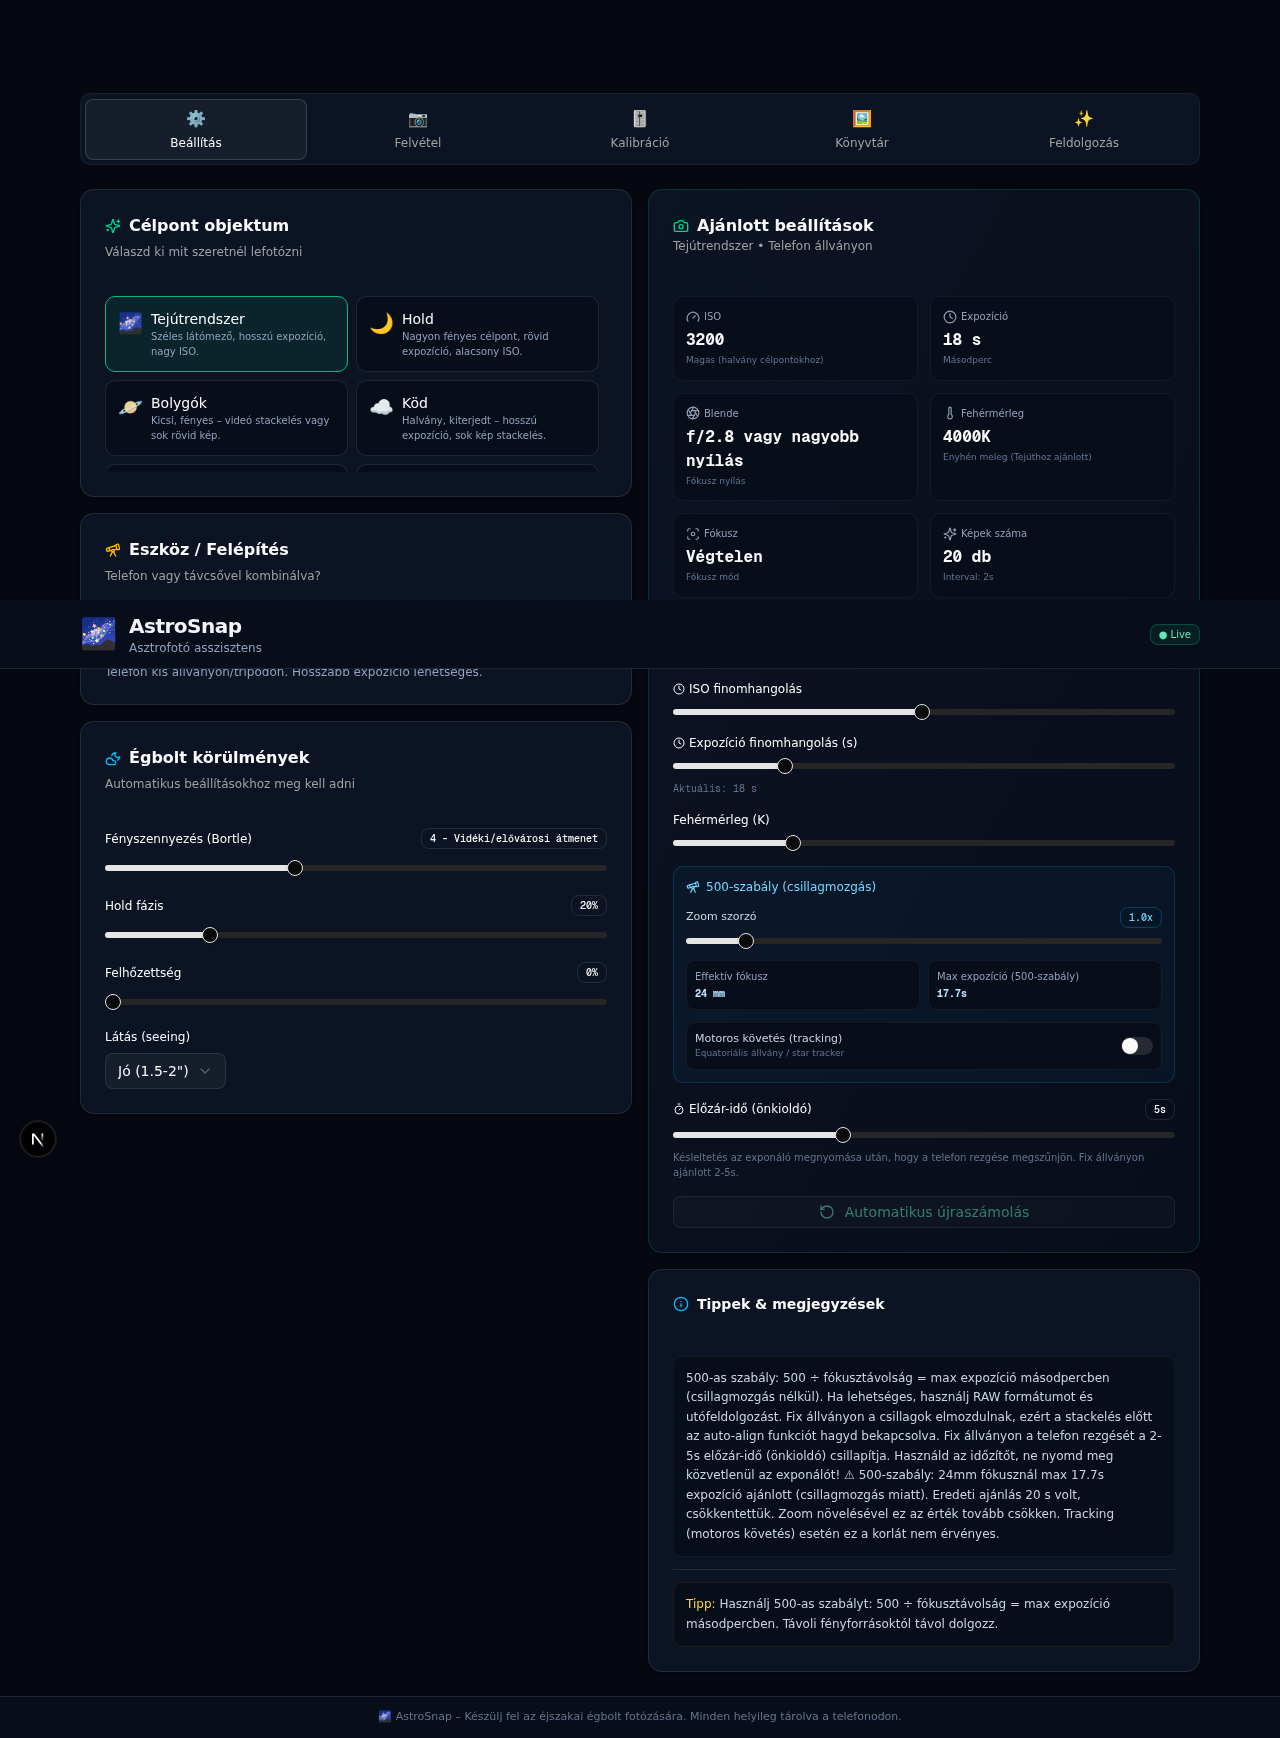 Beállítás
Felvétel
Kalibráció
Könyvtár
Feldolgozás
Célpont objektum
Válaszd ki mit szeretnél lefotózni
Tejútrendszer
Széles látómező, hosszú expozíció,
nagy ISO.
Hold
Nagyon fényes célpont, rövid
expozíció, alacsony ISO.
Bolygók
Kicsi, fényes – videó stackelés vagy
sok rövid kép.
Köd
Halvány, kiterjedt – hosszú
expozíció, sok kép stackelés.
Eszköz / Felépítés
Telefon vagy távcsővel kombinálva?
AstroSnap
Asztrofotó asszisztens
Live
Telefon kis állványon/tripodon. Hosszabb expozíció lehetséges.
Égbolt körülmények
Automatikus beállításokhoz meg kell adni
Fényszennyezés (Bortle)
4 – Vidéki/elővárosi átmenet
Hold fázis
20%
Felhőzettség
0%
Látás (seeing)
Jó (1.5-2")
Ajánlott beállítások
Tejútrendszer • Telefon állványon
ISO
3200
Magas (halvány célpontokhoz)
Expozíció
18 s
Másodperc
Blende
f/2.8 vagy nagyobb
nyílás
Fókusz nyílás
Fehérmérleg
4000K
Enyhén meleg (Tejúthoz ajánlott)
Fókusz
Végtelen
Fókusz mód
Képek száma
20 db
Interval: 2s
ISO finomhangolás
Expozíció finomhangolás (s)
Aktuális: 18 s
Fehérmérleg (K)
500-szabály (csillagmozgás)
Zoom szorzó
1.0x
Effektív fókusz
24 mm
Max expozíció (500-szabály)
17.7s
Motoros követés (tracking)
Equatoriális állvány / star tracker
Előzár-idő (önkioldó)
5s
Késleltetés az exponáló megnyomása után, hogy a telefon rezgése megszűnjön. Fix állványon
ajánlott 2-5s.
Automatikus újraszámolás
Tippek & megjegyzések
500-as szabály: 500 ÷ fókusztávolság = max expozíció másodpercben
(csillagmozgás nélkül). Ha lehetséges, használj RAW formátumot és
utófeldolgozást. Fix állványon a csillagok elmozdulnak, ezért a stackelés előtt
az auto-align funkciót hagyd bekapcsolva. Fix állványon a telefon rezgését a 2-
5s előzár-idő (önkioldó) csillapítja. Használd az időzítőt, ne nyomd meg
közvetlenül az exponálót! ⚠ 500-szabály: 24mm fókusznál max 17.7s
expozíció ajánlott (csillagmozgás miatt). Eredeti ajánlás 20 s volt,
csökkentettük. Zoom növelésével ez az érték tovább csökken. Tracking
(motoros követés) esetén ez a korlát nem érvényes.
Tipp: Használj 500-as szabályt: 500 ÷ fókusztávolság = max expozíció
másodpercben. Távoli fényforrásoktól távol dolgozz.
AstroSnap – Készülj fel az éjszakai égbolt fotózására. Minden helyileg tárolva a telefonodon.